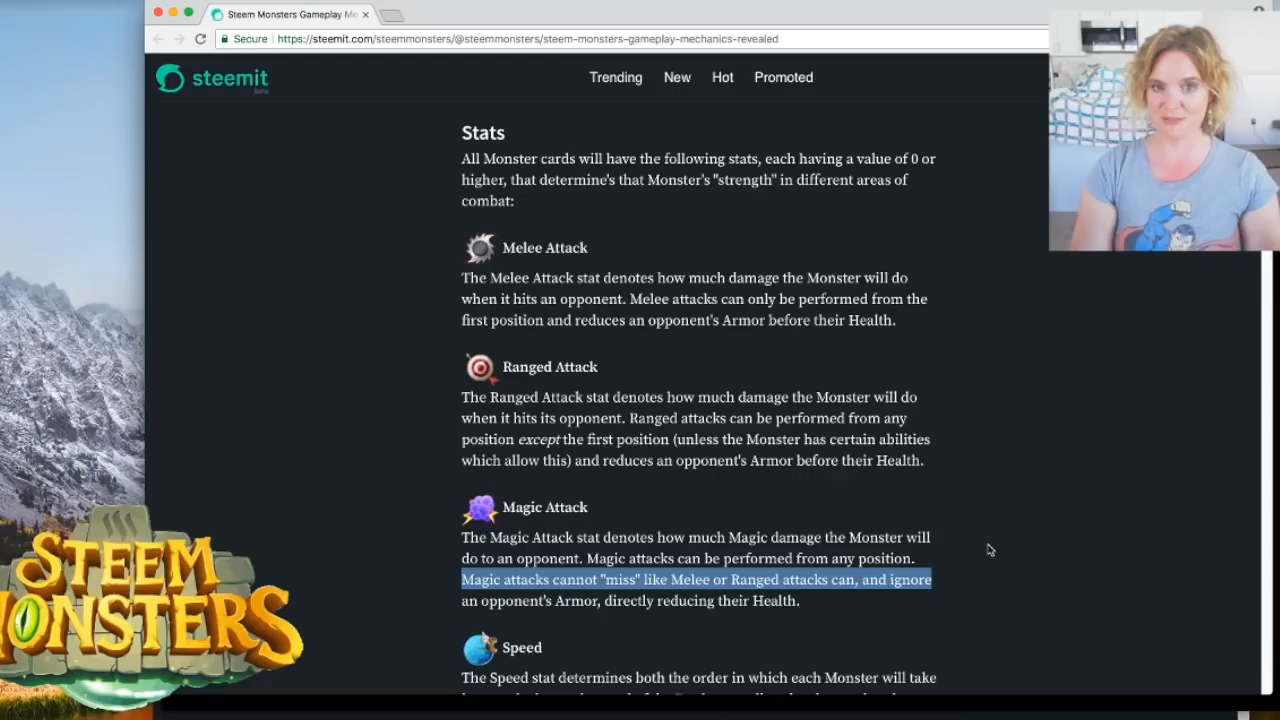 Steem Monsters Gameplay Me
Secure https://steemit.com/steemmonsters/@steemmonsters/steem-monsters-gameplay-mechanics-revealed
steemit
beta
Trending New Hot Promoted
Stats
All Monster cards will have the following stats, each having a value of 0 or
higher, that determine's that Monster's "strength" in different areas of
combat:
Melee Attack
The Melee Attack stat denotes how much damage the Monster will do
when it hits an opponent. Melee attacks can only be performed from the
first position and reduces an opponent's Armor before their Health.
Ranged Attack
The Ranged Attack stat denotes how much damage the Monster will do
when it hits its opponent. Ranged attacks can be performed from any
position except the first position (unless the Monster has certain abilities
which allow this) and reduces an opponent's Armor before their Health.
Magic Attack
The Magic Attack stat denotes how much Magic damage the Monster will
do to an opponent. Magic attacks can be performed from any position.
Magic attacks cannot "miss" like Melee or Ranged attacks can, and ignore
an opponent's Armor, directly reducing their Health.
Speed
The Speed stat determines both the order in which each Monster will take
STEEM
MONSTERS